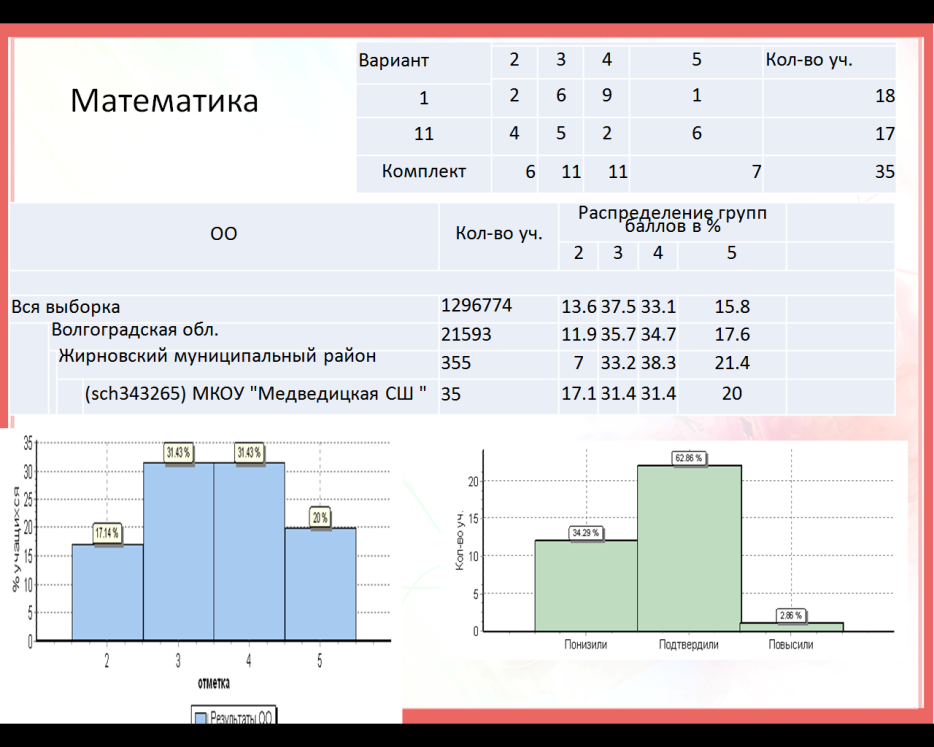 Математика
Вариант 2 3 4 5 Кол-во уч.
1 2 6 9 1 18
11 4 5 2 6 17
Комплект 6 11 11 7 35
ОО Кол-во уч. Распределение групп
баллов в %
2 3 4 5
Вся выборка 1296774 13.6 37.5 33.1 15.8
Волгоградская обл. 21593 11.9 35.7 34.7 17.6
Жирновский муниципальный район 355 7 33.2 38.3 21.4
(sch343265) МКОУ "Медведицкая СШ " 35 17.1 31.4 31.4 20
% учащихся
35
30
25
20
15
10
5
0
17.14 %
31.43 %
31.43 %
20 %
2 3 4 5
отметка
Результаты ОО
Кол-во уч.
20
15
10
5
0
34.29 %
62.86 %
2.86 %
Понизили Подтвердили Повысили